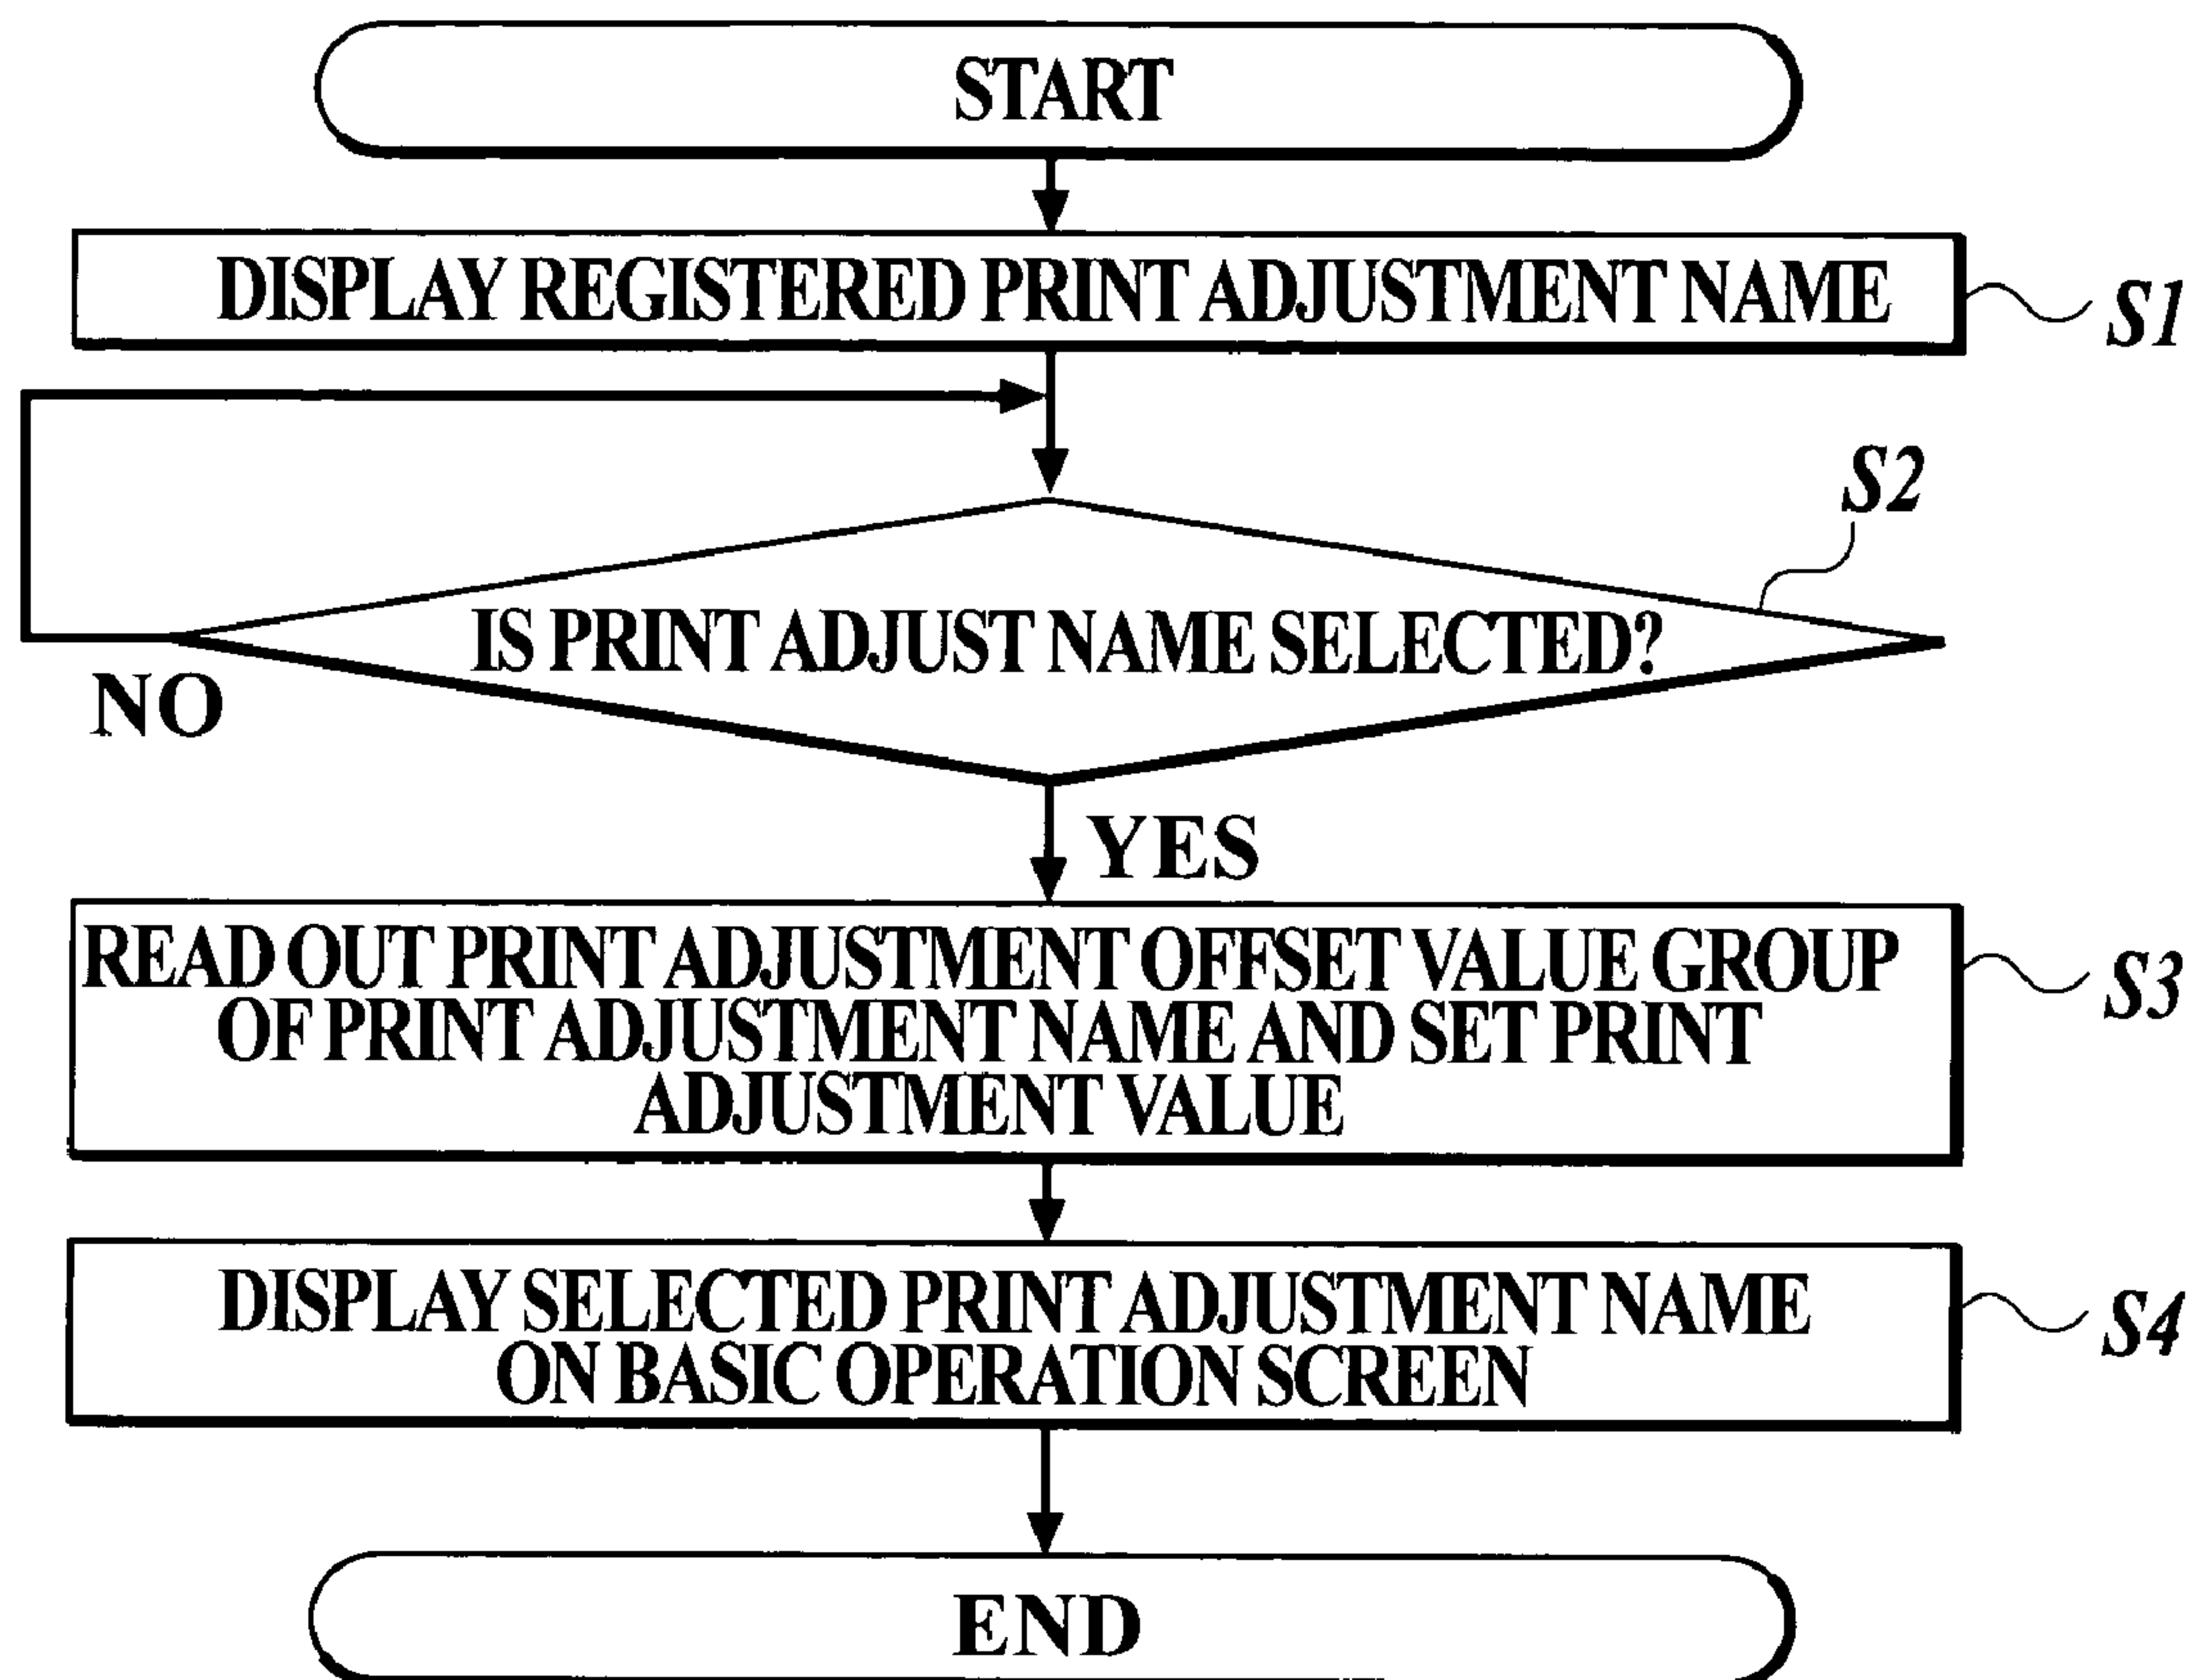 START
DISPLAY REGISTERED PRINT ADJUSTMENT NAME
S1
S2
IS PRINT ADJUST NAME SELECTED?
NO
YES
READ OUT PRINT ADJUSTMENT OFFSET VALUE GROUP
OF PRINT ADJUSTMENT NAME AND SET PRINT
ADJUSTMENT VALUE
S3
DISPLAY SELECTED PRINT ADJUSTMENT NAME
ON BASIC OPERATION SCREEN
S4
END